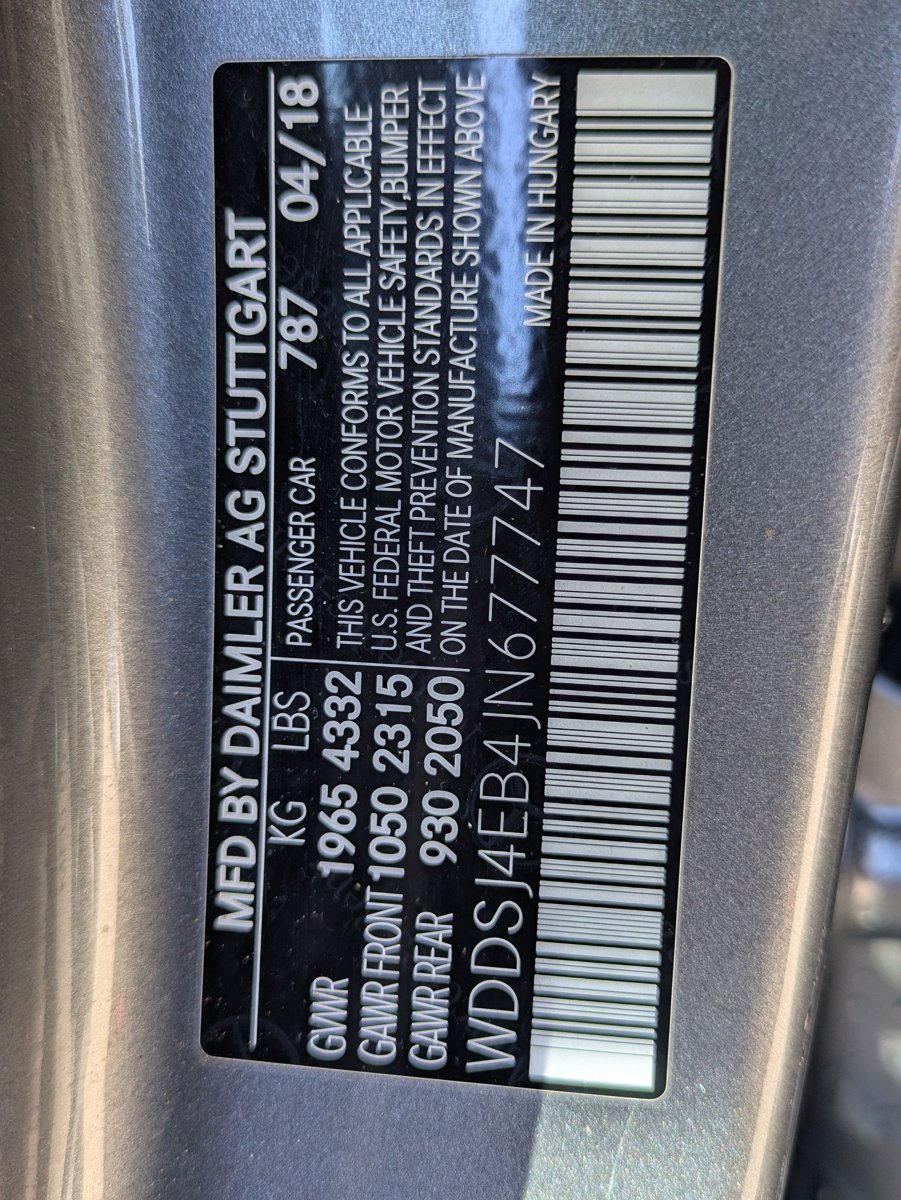 MFD BY DAIMLER AG STUTTGART
KG LBS PASSENGER CAR 787 04/18
GVWR 1965 4332 THIS VEHICLE CONFORMS TO ALL APPLICABLE
GAWR FRONT 1050 2315 U.S. FEDERAL MOTOR VEHICLE SAFETY,BUMPER
GAWR REAR 930 2050 AND THEFT PREVENTION STANDARDS IN EFFECT
ON THE DATE OF MANUFACTURE SHOWN ABOVE
WDDSJ4EB4JN677747 MADE IN HUNGARY